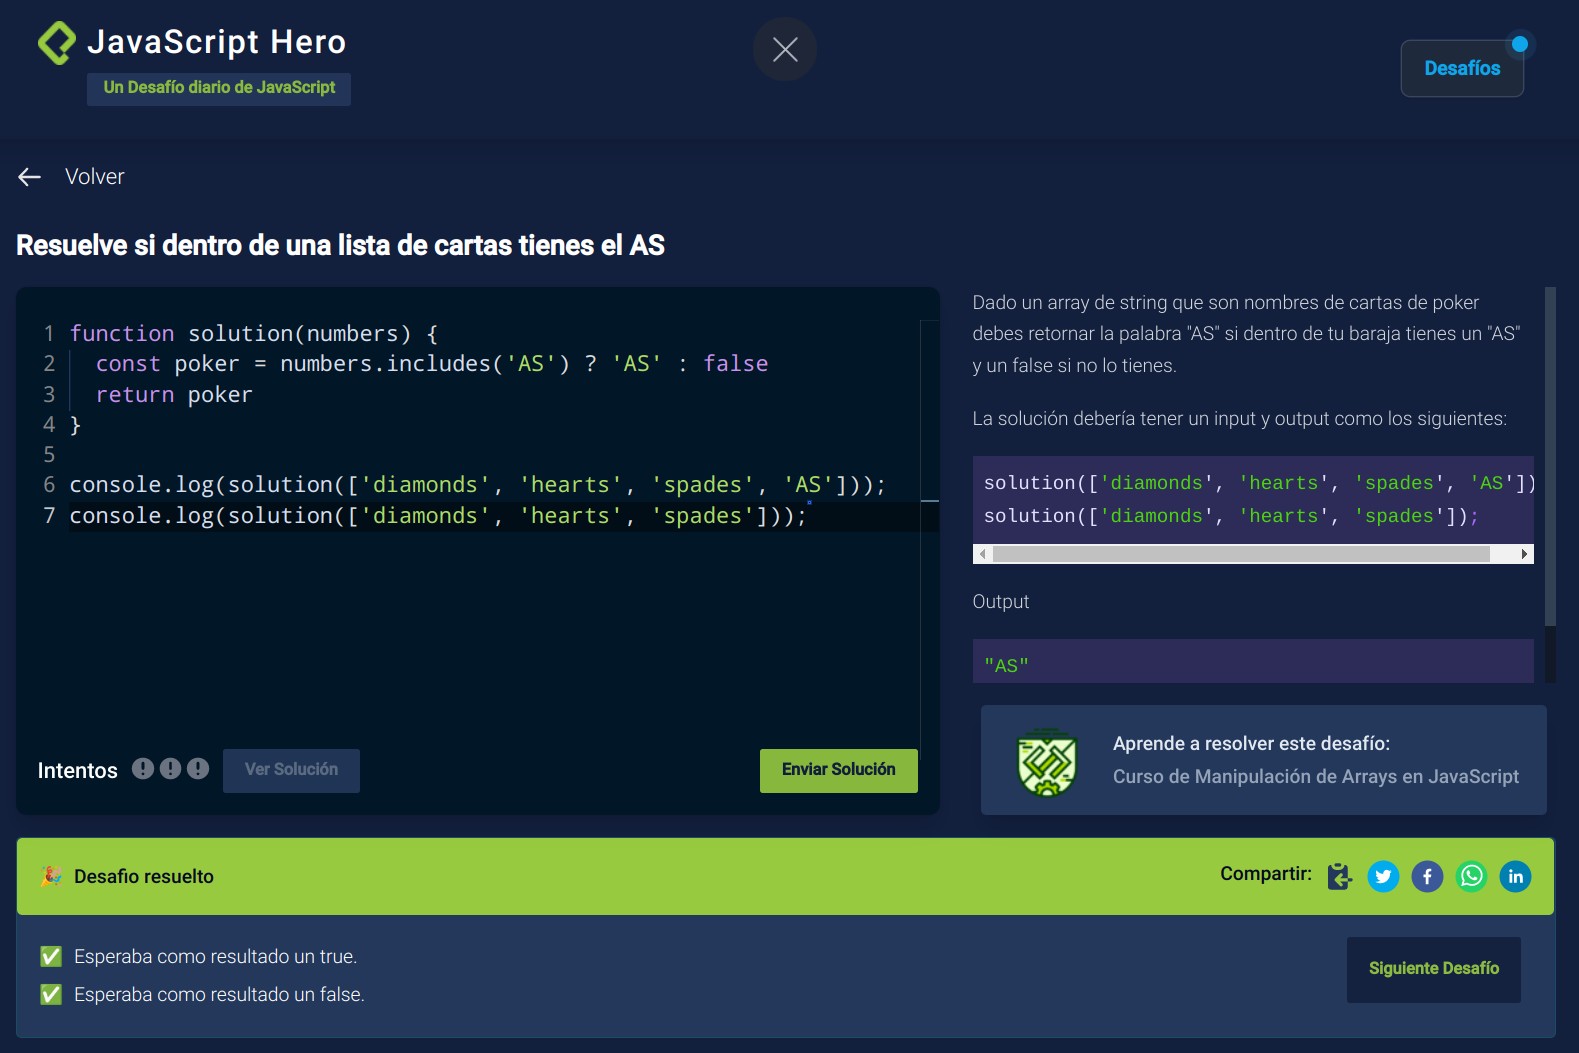 JavaScript Hero
Un Desafío diario de JavaScript
Desafíos
Volver
Resuelve si dentro de una lista de cartas tienes el AS
1 function solution(numbers) {
2   const poker = numbers.includes('AS') ? 'AS' : false
3   return poker
4 }
5
6 console.log(solution(['diamonds', 'hearts', 'spades', 'AS']));
7 console.log(solution(['diamonds', 'hearts', 'spades']));
Intentos
Ver Solución
Enviar Solución
Dado un array de string que son nombres de cartas de poker
debes retornar la palabra "AS" si dentro de tu baraja tienes un "AS"
y un false si no lo tienes.
La solución debería tener un input y output como los siguientes:
solution(['diamonds', 'hearts', 'spades', 'AS'])
solution(['diamonds', 'hearts', 'spades']);
Output
"AS"
Aprende a resolver este desafío:
Curso de Manipulación de Arrays en JavaScript
Desafio resuelto
Compartir:
Esperaba como resultado un true.
Esperaba como resultado un false.
Siguiente Desafío